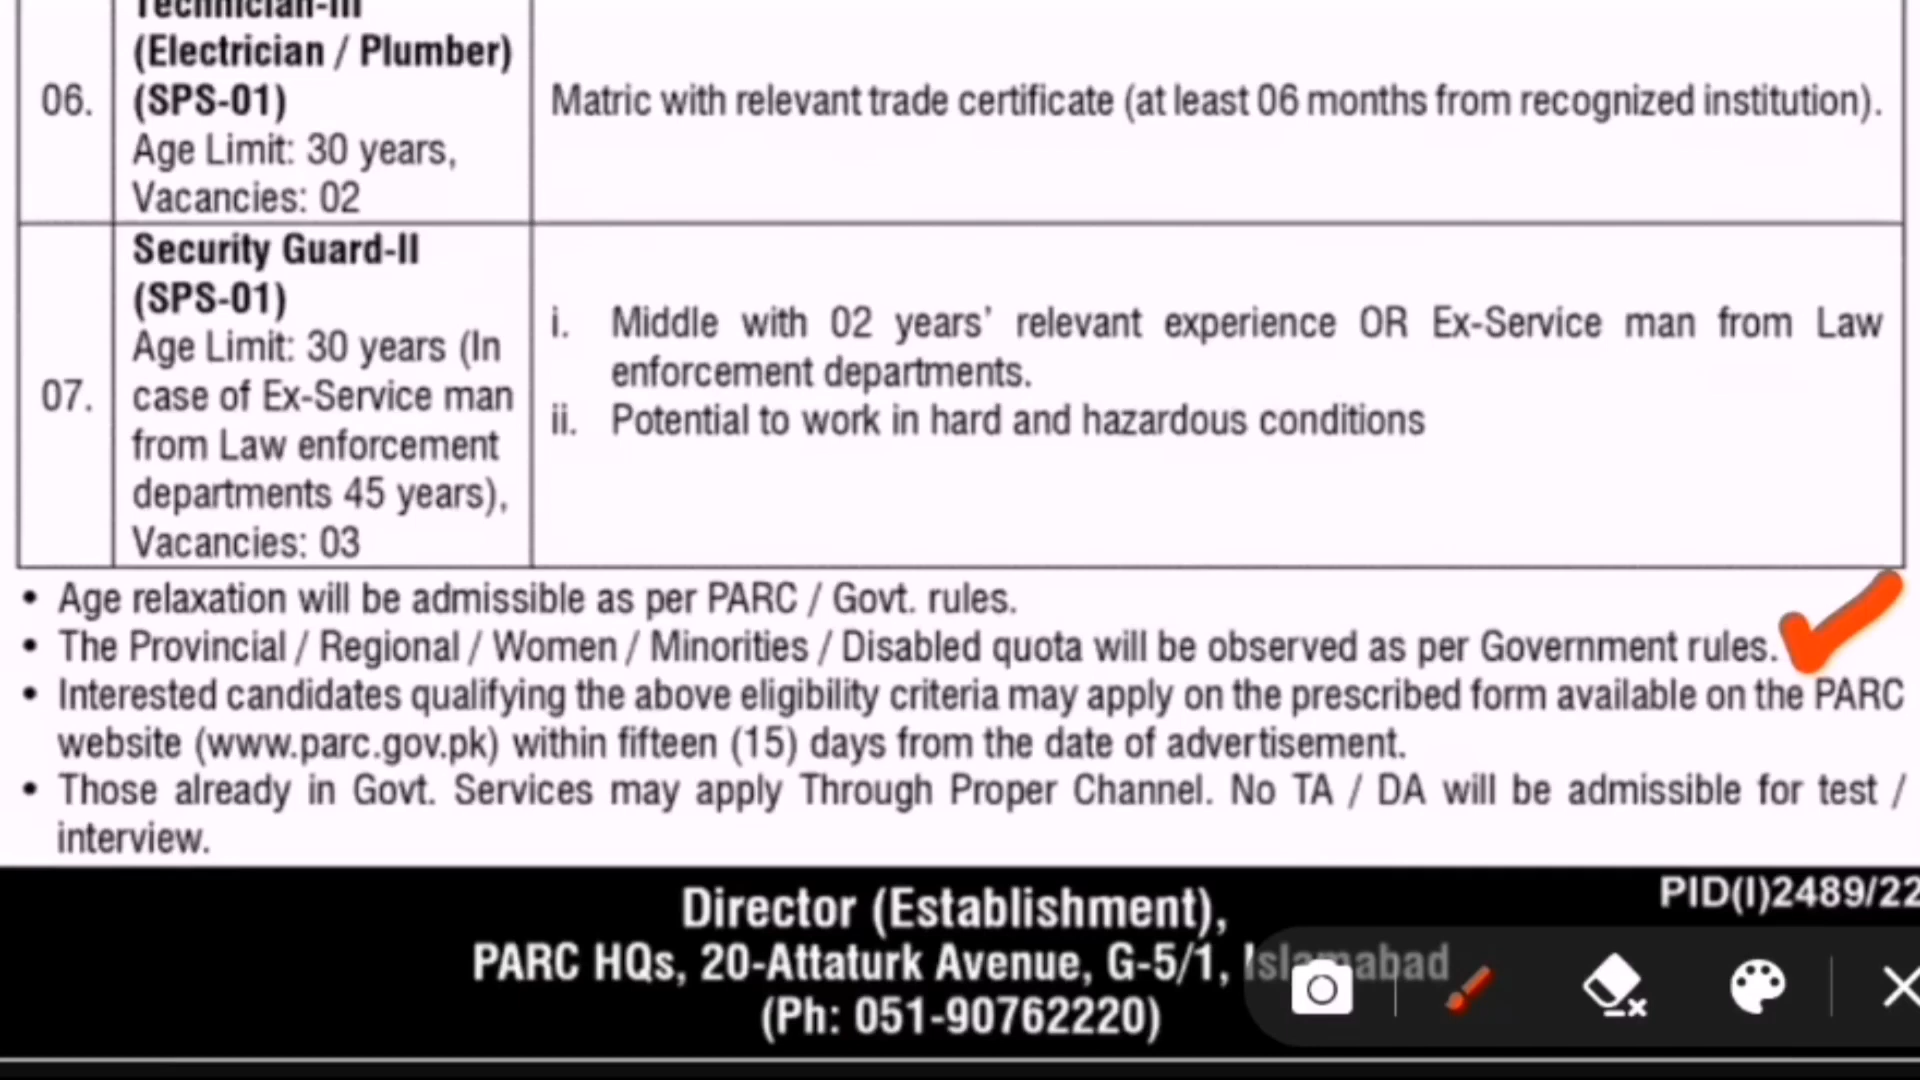 Technician-III
(Electrician / Plumber)
06.
(SPS-01)
Matric with relevant trade certificate (at least 06 months from recognized institution).
Age Limit: 30 years,
Vacancies: 02
Security Guard-II
(SPS-01)
Age Limit: 30 years (In
07.
case of Ex-Service man
from Law enforcement
departments 45 years),
Vacancies: 03
i. Middle with 02 years’ relevant experience OR Ex-Service man from Law
enforcement departments.
ii. Potential to work in hard and hazardous conditions
• Age relaxation will be admissible as per PARC / Govt. rules.
• The Provincial / Regional / Women / Minorities / Disabled quota will be observed as per Government rules.
• Interested candidates qualifying the above eligibility criteria may apply on the prescribed form available on the PARC
website (www.parc.gov.pk) within fifteen (15) days from the date of advertisement.
• Those already in Govt. Services may apply Through Proper Channel. No TA / DA will be admissible for test /
interview.
Director (Establishment),
PID(I)2489/22
PARC HQs, 20-Attaturk Avenue, G-5/1, Islamabad
(Ph: 051-90762220)